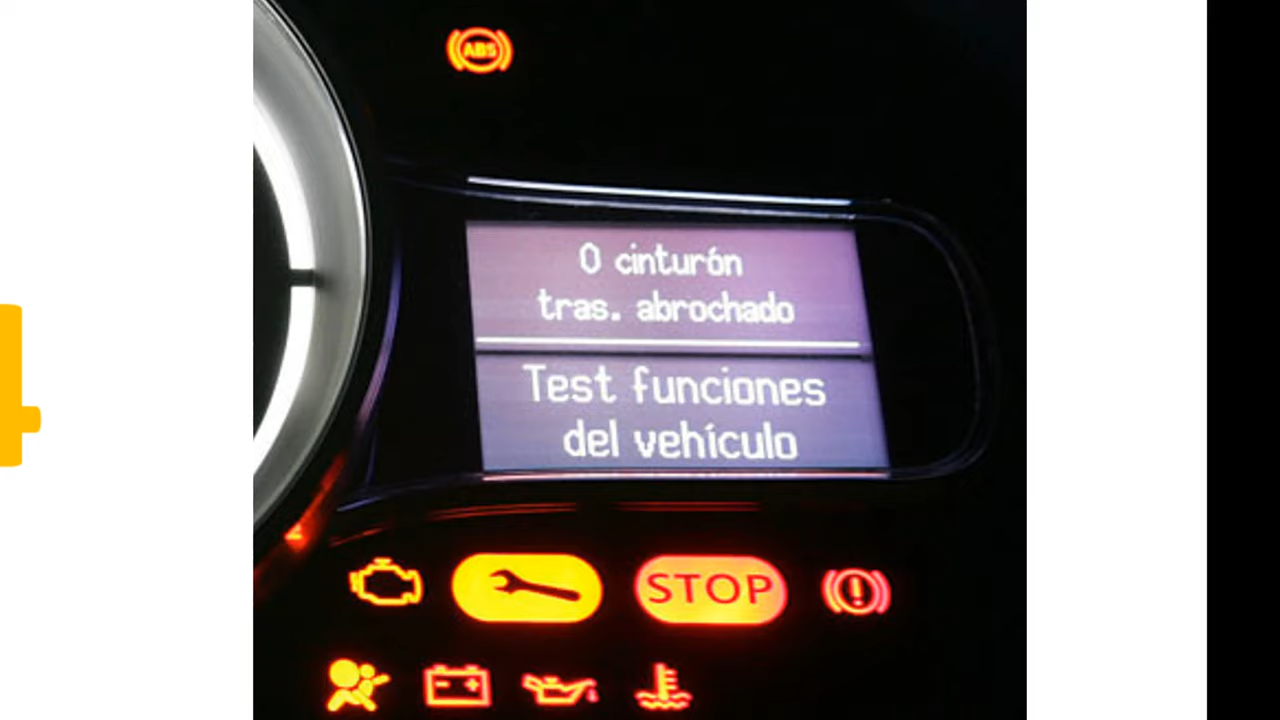 ABS
0 cinturón
tras. abrochado
Test funciones
del vehículo
STOP